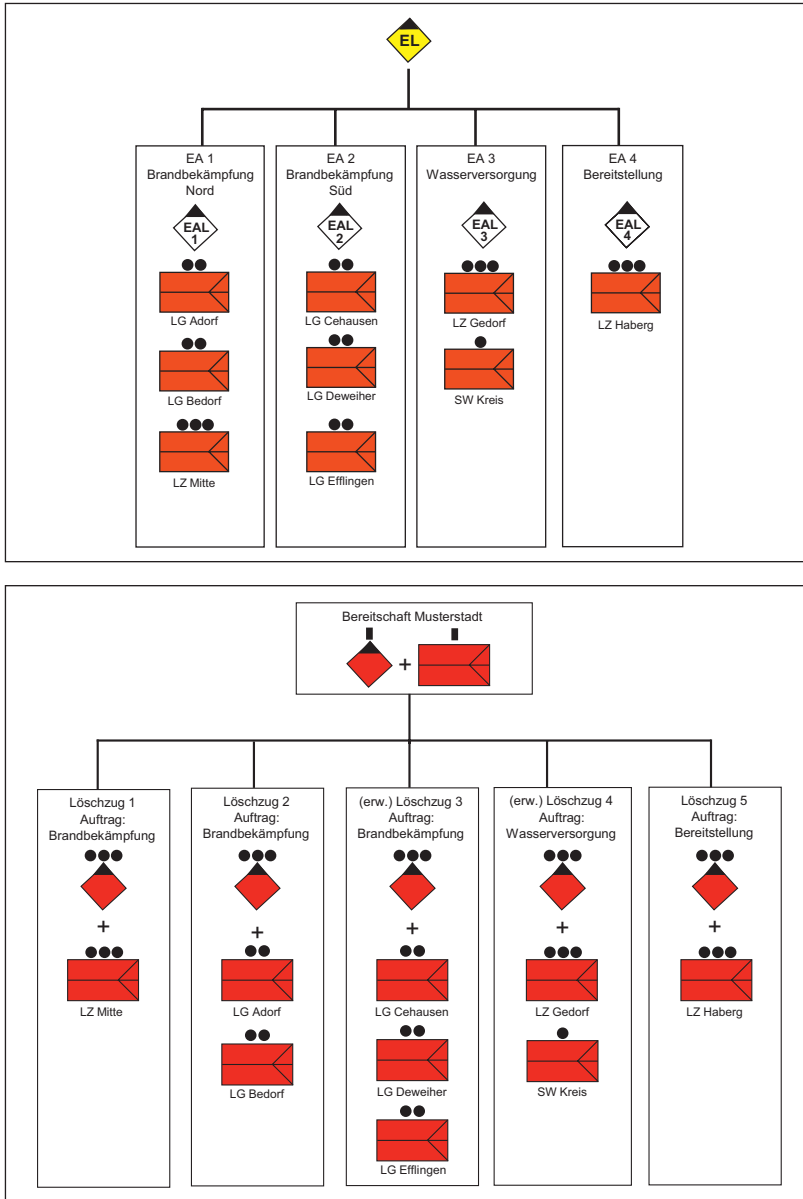 EL
EA 1
Brandbekämpfung
Nord
EAL
1
LG Adorf
LG Bedorf
LZ Mitte
EA 2
Brandbekämpfung
Süd
EAL
2
LG Cehausen
LG Deweiher
LG Efflingen
EA 3
Wasserversorgung
EAL
3
LZ Gedorf
SW Kreis
EA 4
Bereitstellung
EAL
4
LZ Haberg
Bereitschaft Musterstadt
+
Löschzug 1
Auftrag:
Brandbekämpfung
+
LZ Mitte
Löschzug 2
Auftrag:
Brandbekämpfung
+
LG Adorf
LG Bedorf
(erw.) Löschzug 3
Auftrag:
Brandbekämpfung
+
LG Cehausen
LG Deweiher
LG Efflingen
(erw.) Löschzug 4
Auftrag:
Wasserversorgung
+
LZ Gedorf
SW Kreis
Löschzug 5
Auftrag:
Bereitstellung
+
LZ Haberg